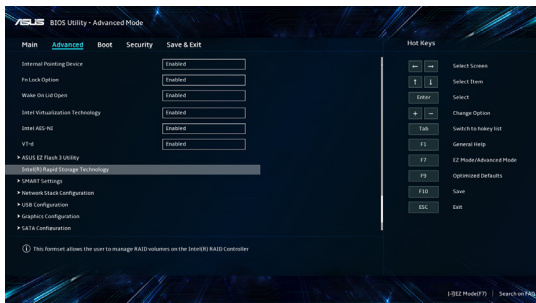 ASUS BIOS Utility - Advanced Mode
Main Advanced Boot Security Save & Exit
Hot Keys
Internal Pointing Device Enabled
Fn Lock Option Enabled
Wake On Lid Open Enabled
Intel Virtualization Technology Enabled
Intel AES-NI Enabled
VT-d Enabled
ASUS EZ Flash 3 Utility
Intel(R) Rapid Storage Technology
SMART Settings
Network Stack Configuration
USB Configuration
Graphics Configuration
SATA Configuration
← → Select Screen
↑ ↓ Select Item
Enter Select
+ - Change Option
Tab Switch to hokey list
F1 General Help
F7 EZ Mode/Advanced Mode
F9 Optimized Defaults
F10 Save
ESC Exit
This formset allows the user to manage RAID volumes on the Intel(R) RAID Controller
EZ Mode(F7) | Search on FAQ